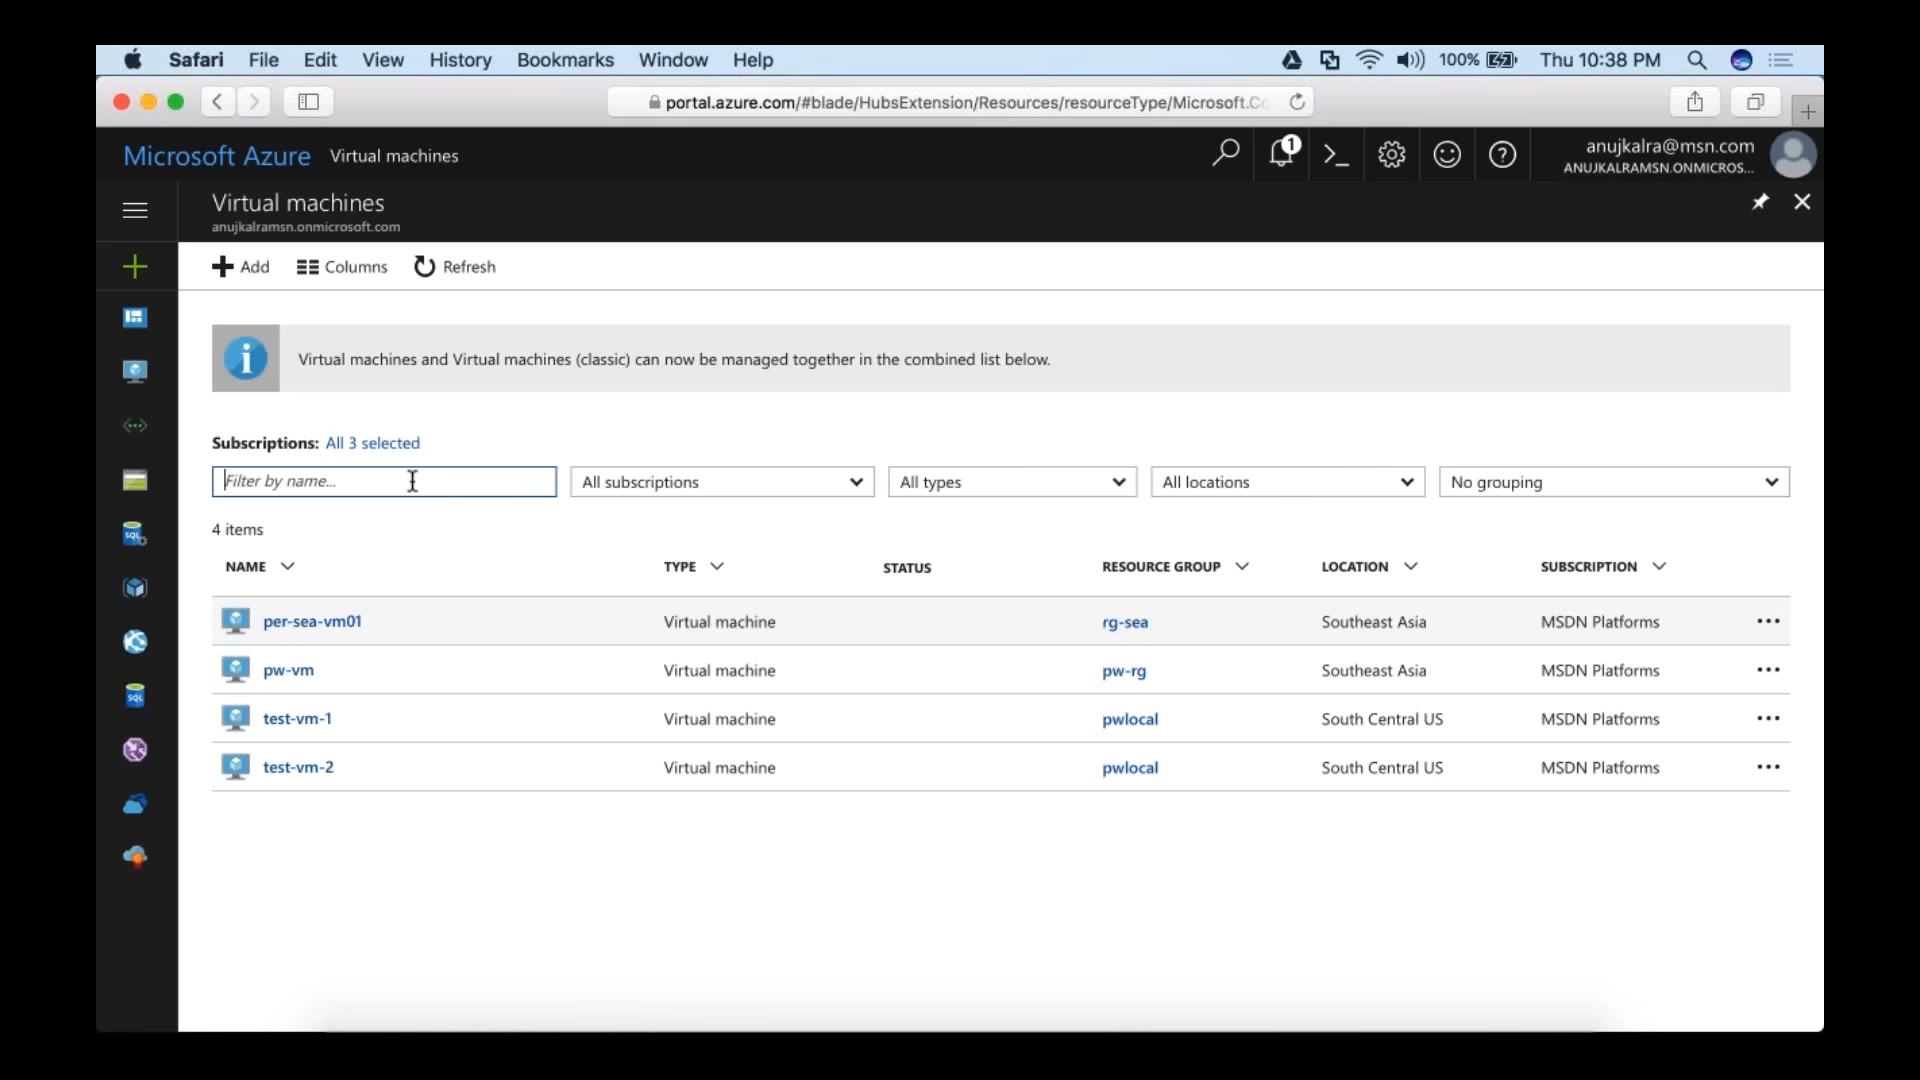 Safari File Edit View History Bookmarks Window Help 100% Thu 10:38 PM
portal.azure.com/#blade/HubsExtension/Resources/resourceType/Microsoft.Co
Microsoft Azure Virtual machines 1 anujkalra@msn.com
ANUJKALRAMSN.ONMICROS...
Virtual machines
anujkalramsn.onmicrosoft.com
Add Columns Refresh
Virtual machines and Virtual machines (classic) can now be managed together in the combined list below.
Subscriptions: All 3 selected
Filter by name... All subscriptions All types All locations No grouping
4 items
NAME TYPE STATUS RESOURCE GROUP LOCATION SUBSCRIPTION
per-sea-vm01 Virtual machine rg-sea Southeast Asia MSDN Platforms
pw-vm Virtual machine pw-rg Southeast Asia MSDN Platforms
test-vm-1 Virtual machine pwlocal South Central US MSDN Platforms
test-vm-2 Virtual machine pwlocal South Central US MSDN Platforms